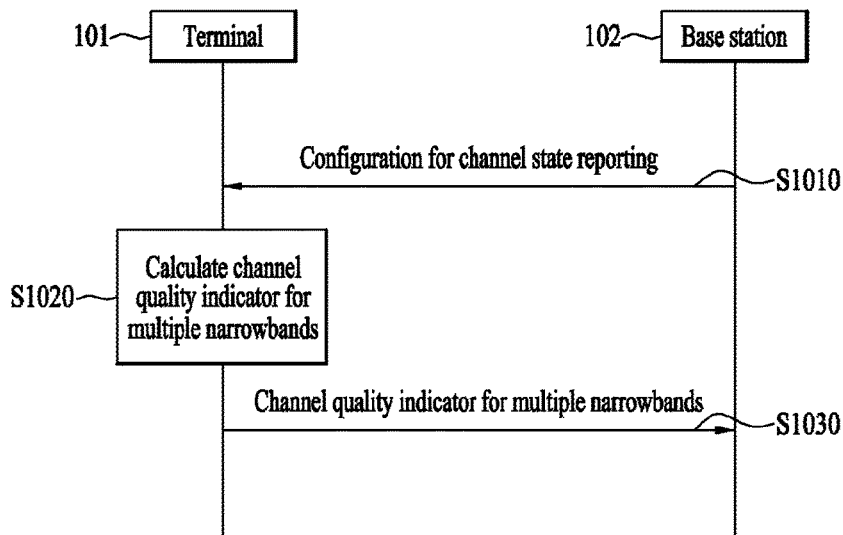 101
Terminal
102
Base station
Configuration for channel state reporting
S1010
Calculate channel
quality indicator for
multiple narrowbands
S1020
Channel quality indicator for multiple narrowbands
S1030